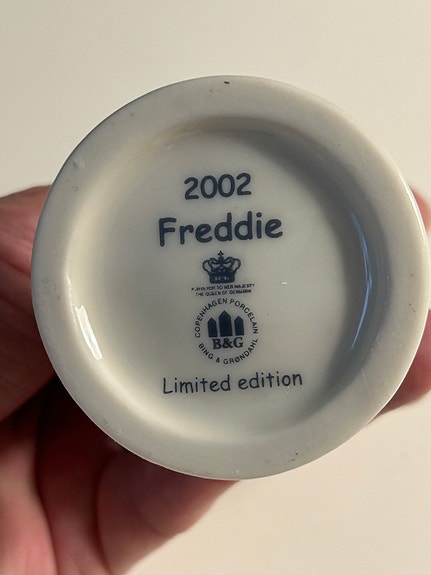 2002
Freddie
PURVEYOR TO HER MAJESTY
THE QUEEN OF DENMARK
COPENHAGEN PORCELAIN
B&G
BING & GRØNDAHL
Limited edition